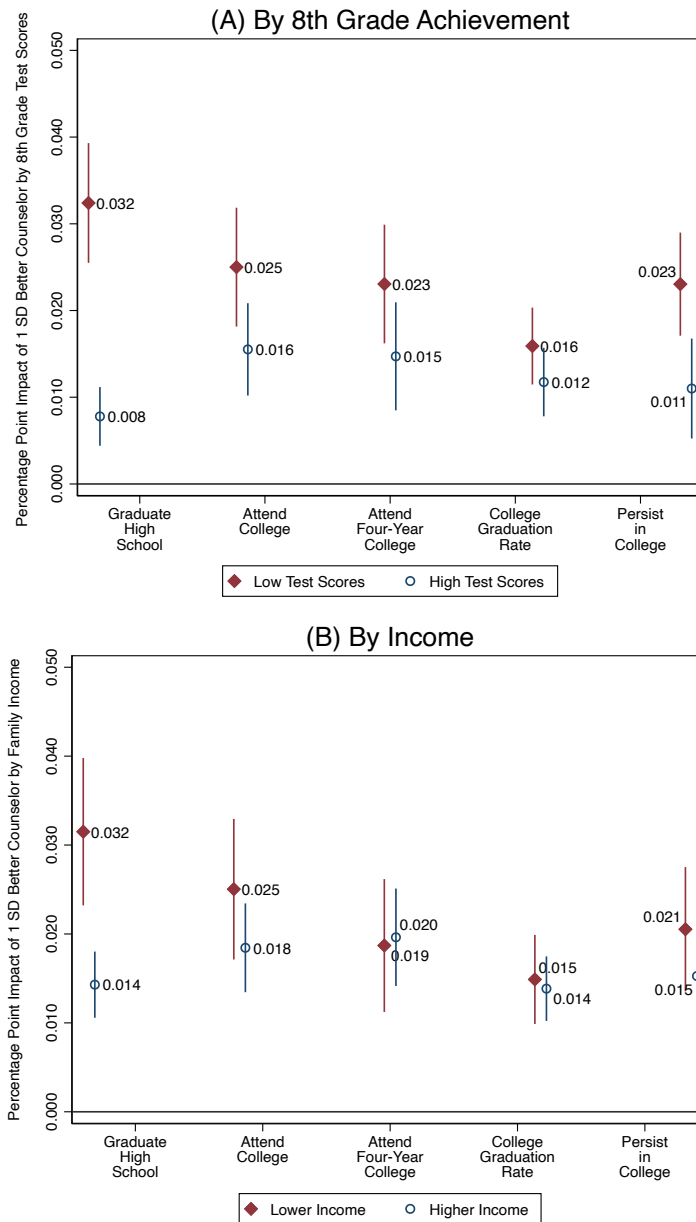 (A) By 8th Grade Achievement
Percentage Point Impact of 1 SD Better Counselor by 8th Grade Test Scores
0.050
0.040
0.030
0.020
0.010
0.000
0.032
0.008
0.025
0.016
0.023
0.015
0.016
0.012
0.023
0.011
Graduate
High
School
Attend
College
Attend
Four-Year
College
College
Graduation
Rate
Persist
in
College
Low Test Scores
High Test Scores
(B) By Income
Percentage Point Impact of 1 SD Better Counselor by Family Income
0.050
0.040
0.030
0.020
0.010
0.000
0.032
0.014
0.025
0.018
0.020
0.019
0.015
0.014
0.021
0.015
Graduate
High
School
Attend
College
Attend
Four-Year
College
College
Graduation
Rate
Persist
in
College
Lower Income
Higher Income